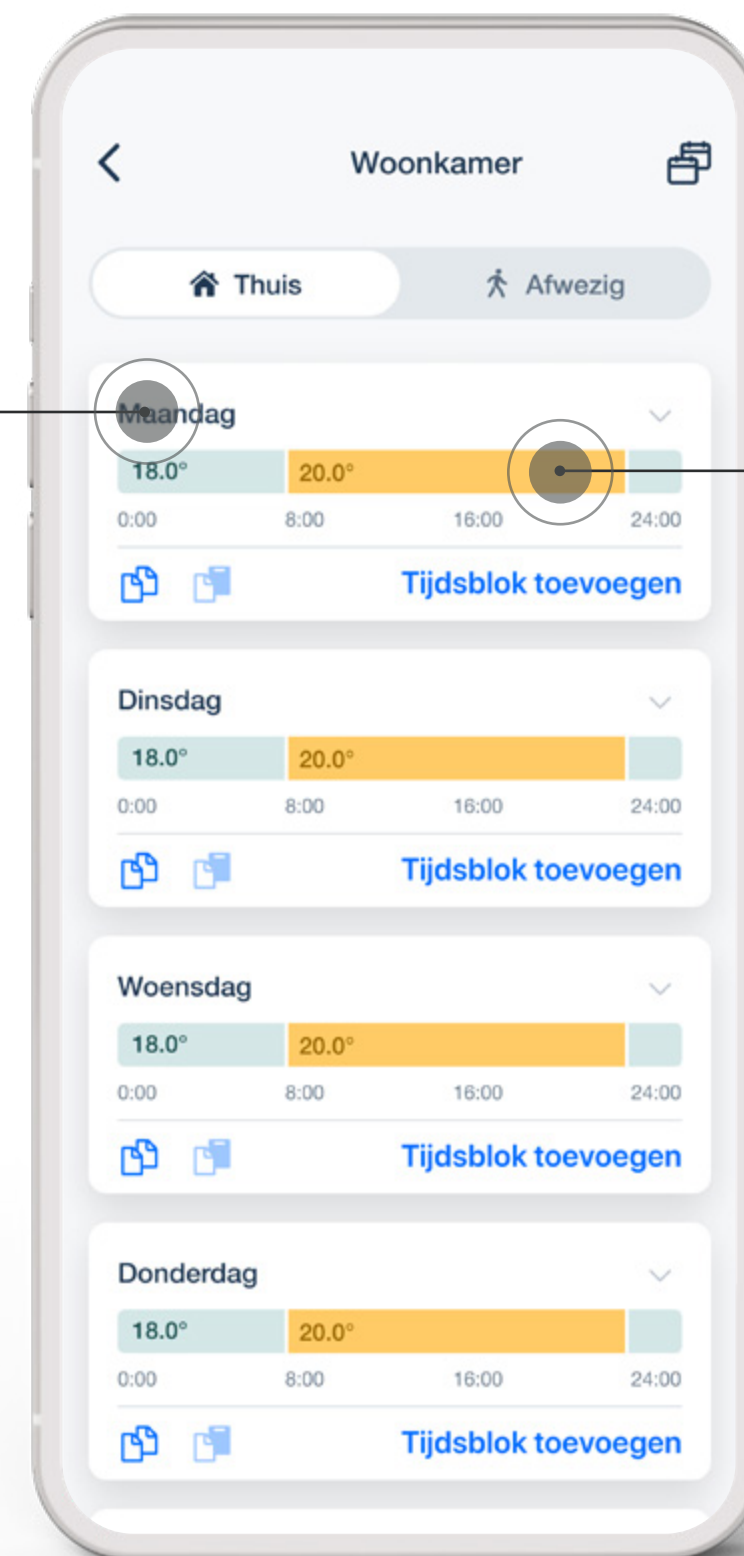 Woonkamer
Thuis Afwezig
Maandag
18.0° 20.0°
0:00 8:00 16:00 24:00
Tijdsblok toevoegen
Dinsdag
18.0° 20.0°
0:00 8:00 16:00 24:00
Tijdsblok toevoegen
Woensdag
18.0° 20.0°
0:00 8:00 16:00 24:00
Tijdsblok toevoegen
Donderdag
18.0° 20.0°
0:00 8:00 16:00 24:00
Tijdsblok toevoegen